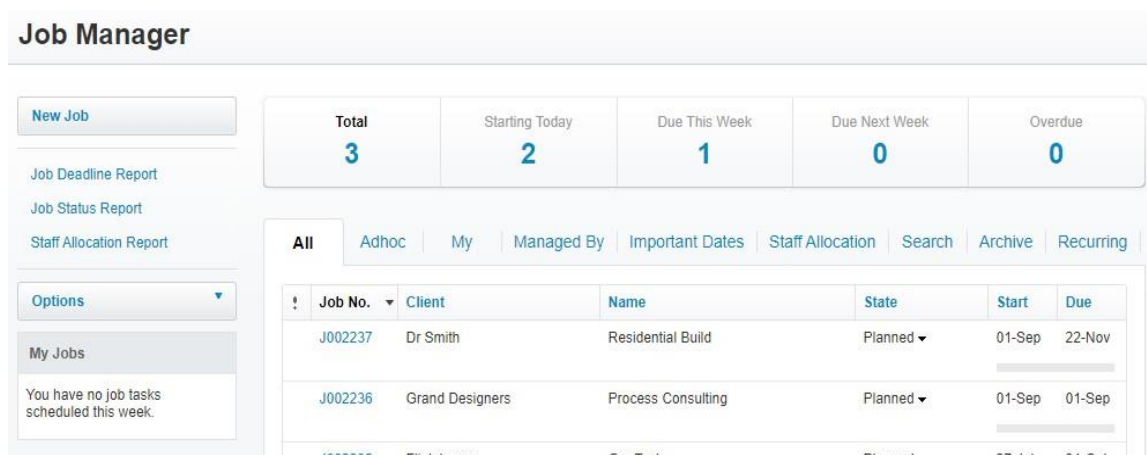 Job Manager
New Job
Job Deadline Report
Job Status Report
Staff Allocation Report
Options
My Jobs
You have no job tasks
scheduled this week.
Total Starting Today Due This Week Due Next Week Overdue
3 2 1 0 0
All Adhoc My Managed By Important Dates Staff Allocation Search Archive Recurring
! Job No. Client Name State Start Due
J002237 Dr Smith Residential Build Planned 01-Sep 22-Nov
J002236 Grand Designers Process Consulting Planned 01-Sep 01-Sep